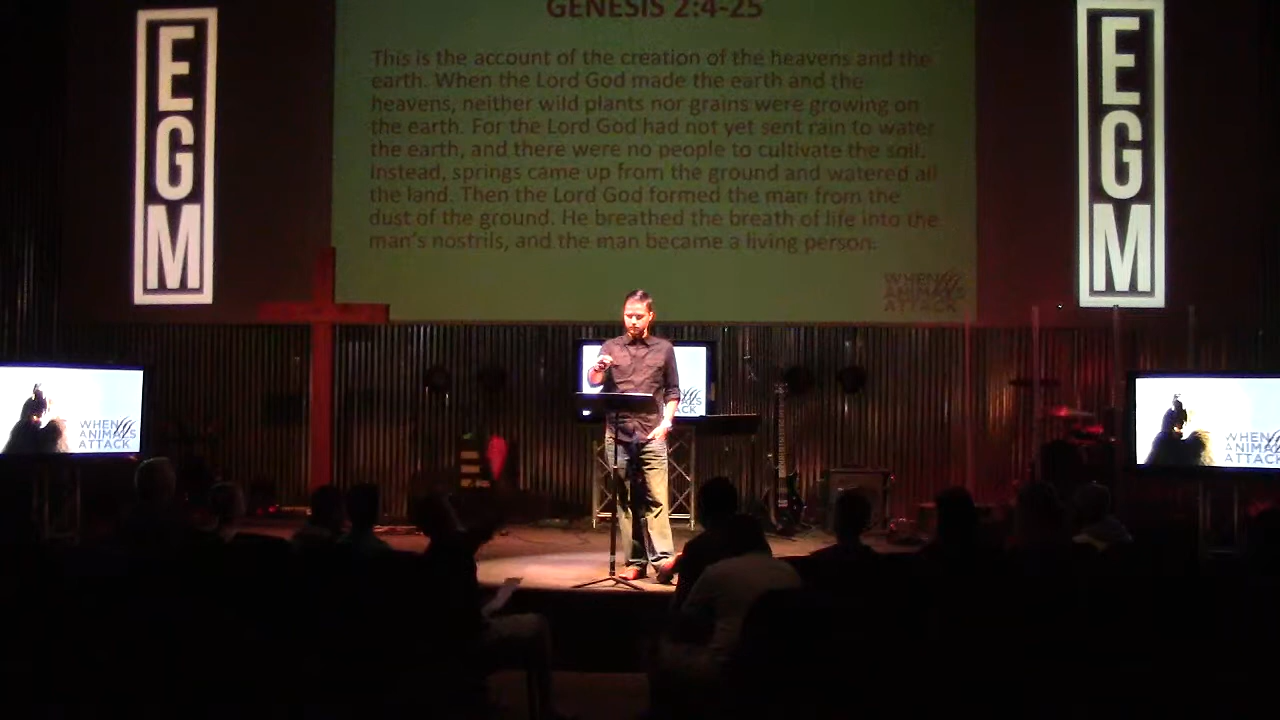 GENESIS 2:4-25
This is the account of the creation of the heavens and the
earth. When the Lord God made the earth and the
heavens, neither wild plants nor grains were growing on
the earth. For the Lord God had not yet sent rain to water
the earth, and there were no people to cultivate the soil.
Instead, springs came up from the ground and watered all
the land. Then the Lord God formed the man from the
dust of the ground. He breathed the breath of life into the
man's nostrils, and the man became a living person.
WHEN
ANIMALS
ATTACK
EGM
EGM
WHEN
ANIMALS
ATTACK
WHEN
ANIMALS
ATTACK